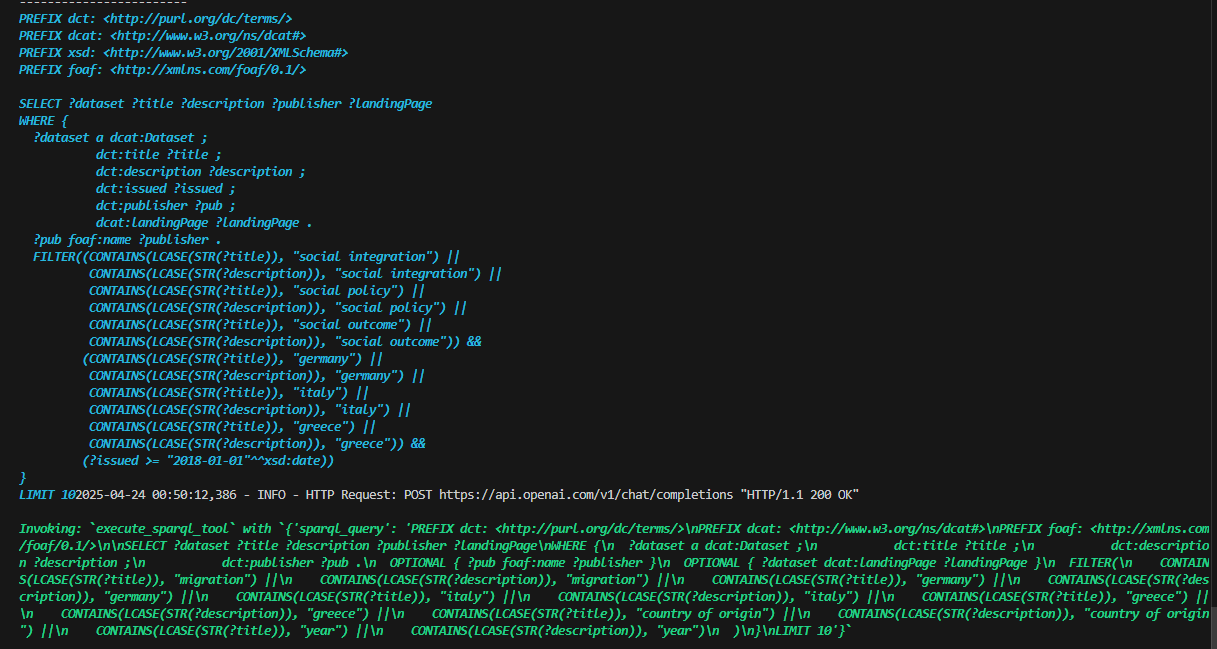 ------------------------
PREFIX dct: <http://purl.org/dc/terms/>
PREFIX dcat: <http://www.w3.org/ns/dcat#>
PREFIX xsd: <http://www.w3.org/2001/XMLSchema#>
PREFIX foaf: <http://xmlns.com/foaf/0.1/>

SELECT ?dataset ?title ?description ?publisher ?landingPage
WHERE {
  ?dataset a dcat:Dataset ;
           dct:title ?title ;
           dct:description ?description ;
           dct:issued ?issued ;
           dct:publisher ?pub ;
           dcat:landingPage ?landingPage .
  ?pub foaf:name ?publisher .
  FILTER((CONTAINS(LCASE(STR(?title)), "social integration") ||
          CONTAINS(LCASE(STR(?description)), "social integration") ||
          CONTAINS(LCASE(STR(?title)), "social policy") ||
          CONTAINS(LCASE(STR(?description)), "social policy") ||
          CONTAINS(LCASE(STR(?title)), "social outcome") ||
          CONTAINS(LCASE(STR(?description)), "social outcome")) &&
         (CONTAINS(LCASE(STR(?title)), "germany") ||
          CONTAINS(LCASE(STR(?description)), "germany") ||
          CONTAINS(LCASE(STR(?title)), "italy") ||
          CONTAINS(LCASE(STR(?description)), "italy") ||
          CONTAINS(LCASE(STR(?title)), "greece") ||
          CONTAINS(LCASE(STR(?description)), "greece")) &&
         (?issued >= "2018-01-01"^^xsd:date))
}
LIMIT 102025-04-24 00:50:12,386 - INFO - HTTP Request: POST https://api.openai.com/v1/chat/completions "HTTP/1.1 200 OK"

Invoking: `execute_sparql_tool` with `{'sparql_query': 'PREFIX dct: <http://purl.org/dc/terms/>\nPREFIX dcat: <http://www.w3.org/ns/dcat#>\nPREFIX foaf: <http://xmlns.com
/foaf/0.1/>\n\nSELECT ?dataset ?title ?description ?publisher ?landingPage\nWHERE {\n  ?dataset a dcat:Dataset ;\n           dct:title ?title ;\n           dct:descriptio
n ?description ;\n           dct:publisher ?pub .\n  OPTIONAL { ?pub foaf:name ?publisher }\n  OPTIONAL { ?dataset dcat:landingPage ?landingPage }\n  FILTER(\n    CONTAIN
S(LCASE(STR(?title)), "migration") ||\n    CONTAINS(LCASE(STR(?description)), "migration") ||\n    CONTAINS(LCASE(STR(?title)), "germany") ||\n    CONTAINS(LCASE(STR(?des
cription)), "germany") ||\n    CONTAINS(LCASE(STR(?title)), "italy") ||\n    CONTAINS(LCASE(STR(?description)), "italy") ||\n    CONTAINS(LCASE(STR(?title)), "greece") ||
\n    CONTAINS(LCASE(STR(?description)), "greece") ||\n    CONTAINS(LCASE(STR(?title)), "country of origin") ||\n    CONTAINS(LCASE(STR(?description)), "country of origin
") ||\n    CONTAINS(LCASE(STR(?title)), "year") ||\n    CONTAINS(LCASE(STR(?description)), "year")\n  )\n}\nLIMIT 10'}`